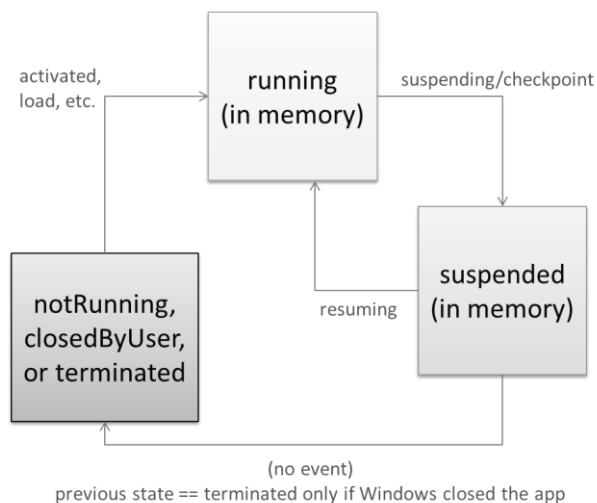 activated,
load, etc.
running
(in memory)
suspending/checkpoint
notRunning,
closedByUser,
or terminated
resuming
suspended
(in memory)
(no event)
previous state == terminated only if Windows closed the app